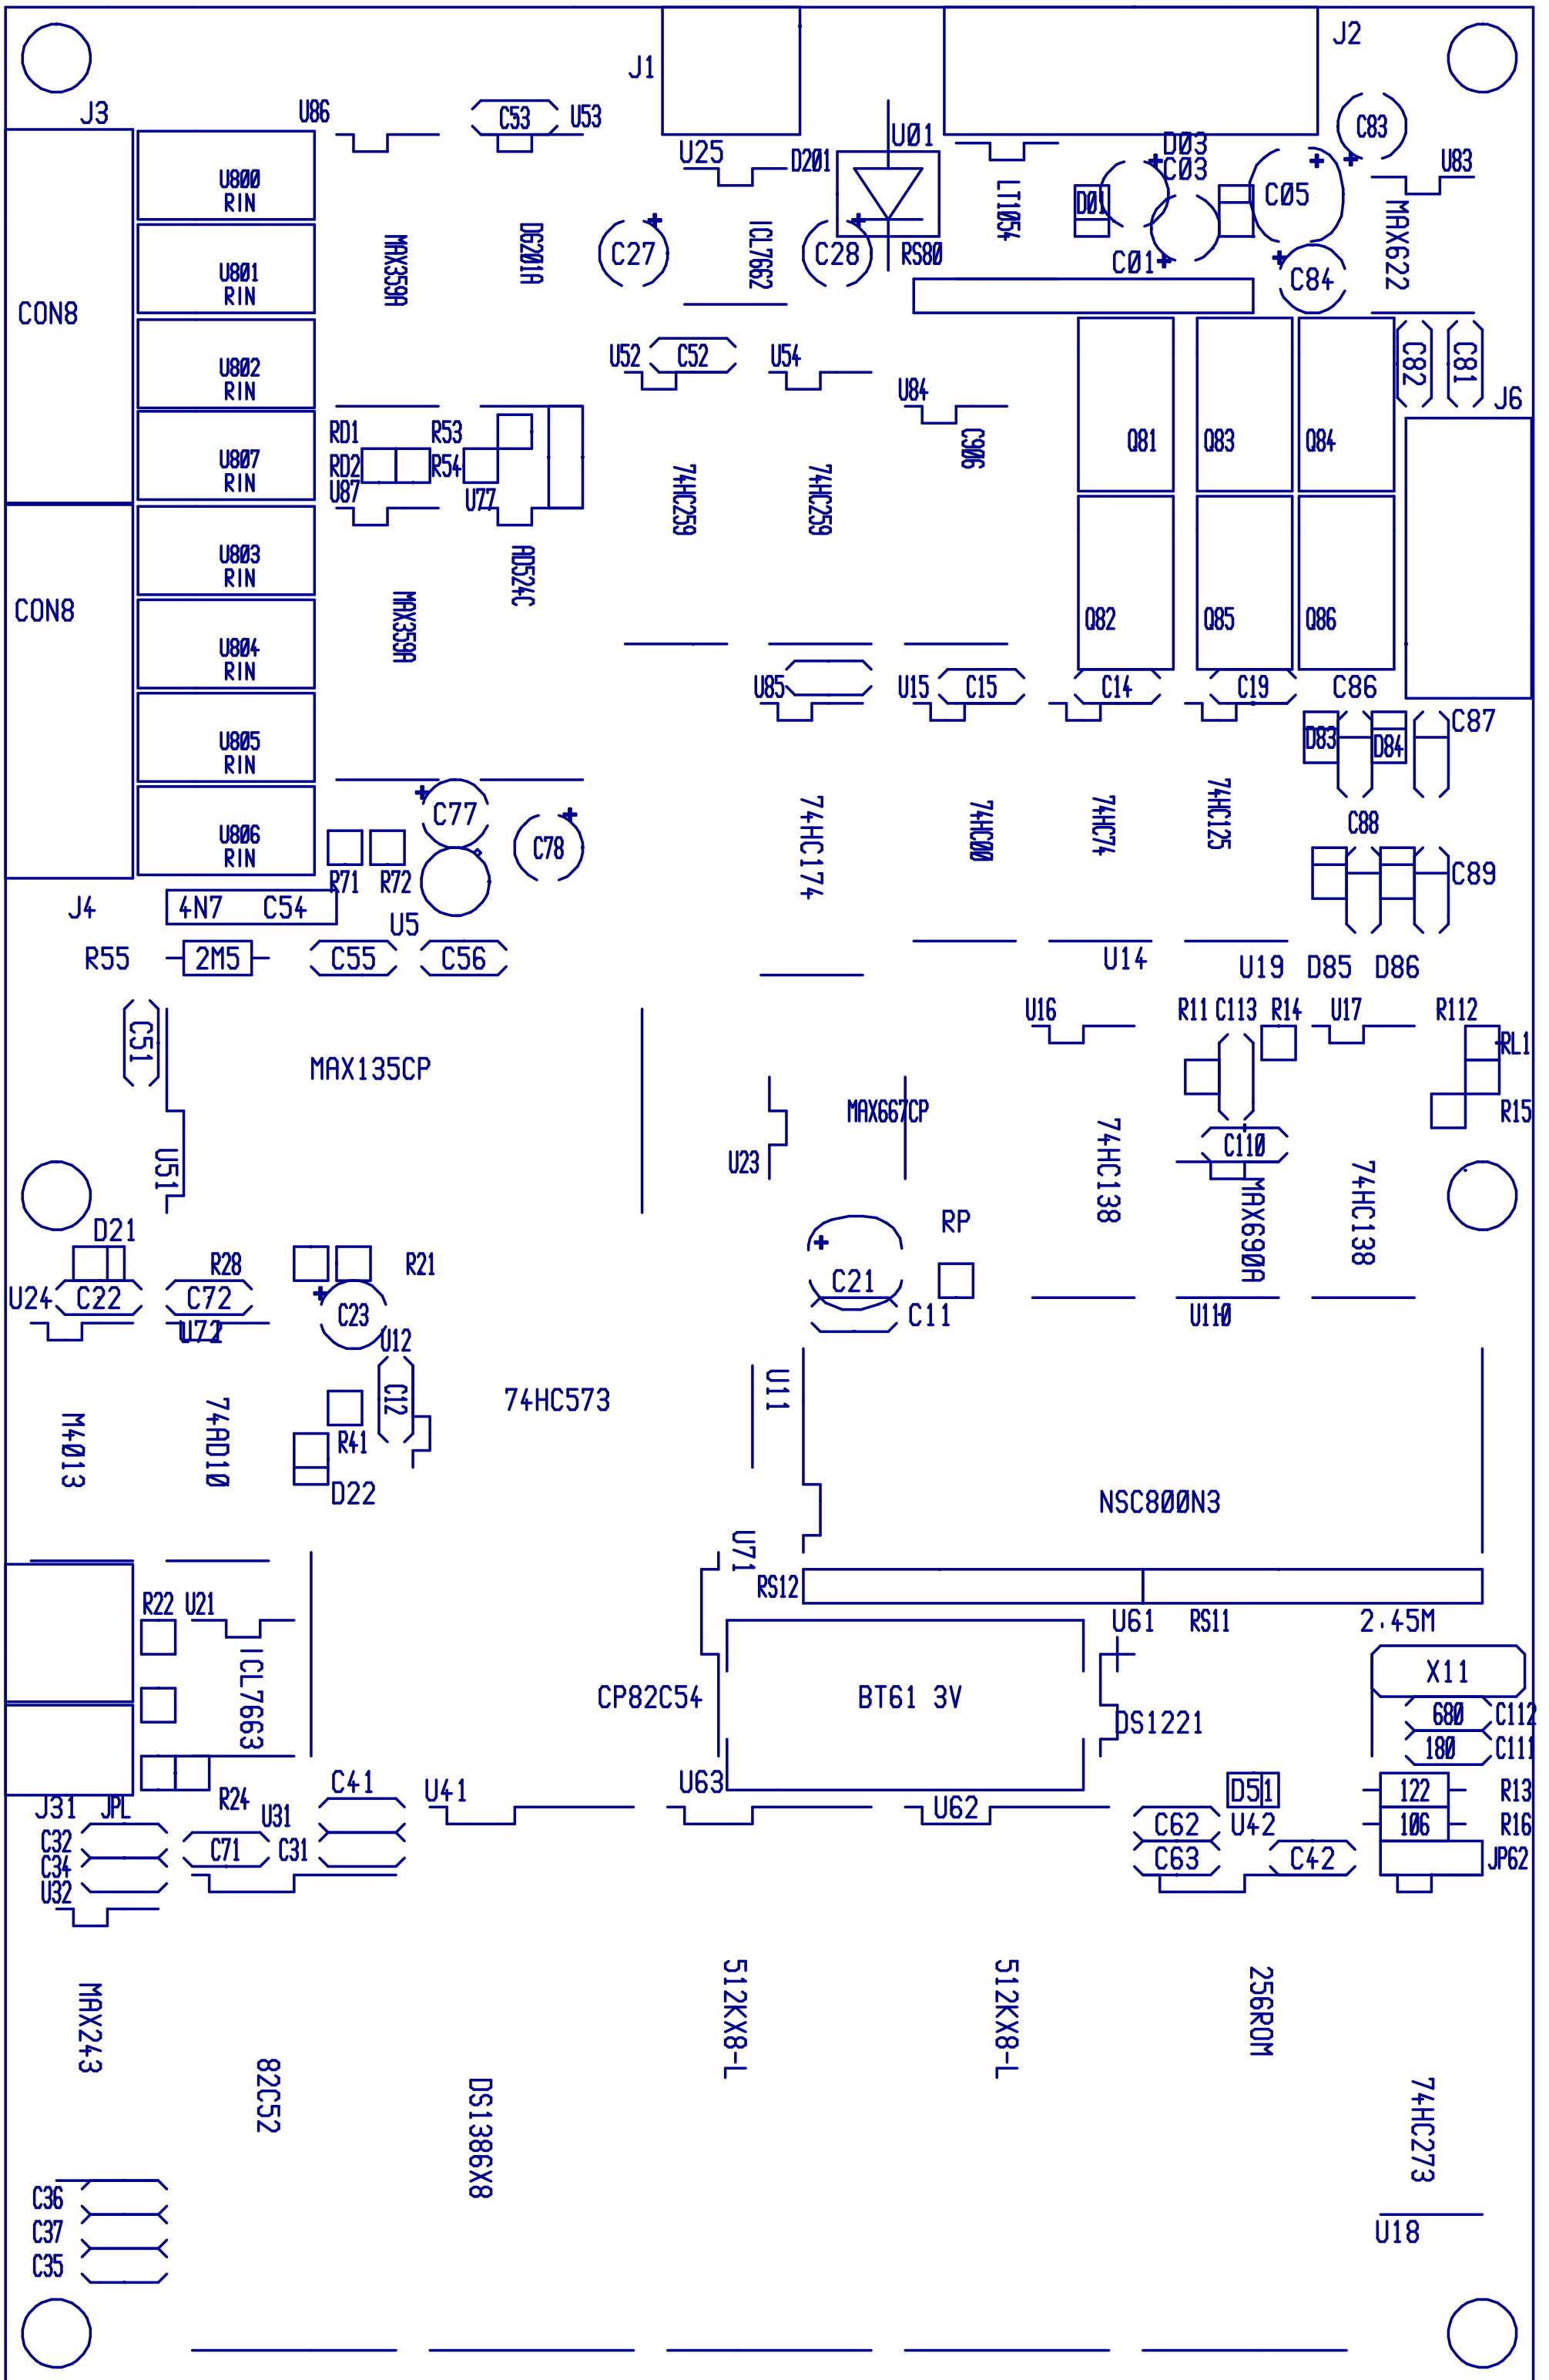 J2
J1
J3
U86
C53
U53
C83
U01
D03
U25
D201
U83
C03
U800
RIN
LT1054
D01
C05
MAX622
MAX359A
DG201A
C27
ICL7662
C28
RS80
C01
U801
RIN
C84
CON8
U802
RIN
U52
C52
U54
C82
C81
U84
J6
RD1
R53
Q81
Q83
Q84
C906
U807
RIN
RD2
R54
U87
U77
74HC259
74HC259
U803
RIN
AD524C
CON8
MAX359A
Q82
Q85
Q86
U804
RIN
U85
U15
C15
C14
C19
C86
U805
RIN
D83
D84
C87
C77
74HC174
74HC00
74HC74
74HC125
C88
U806
RIN
C78
R71
R72
C89
J4
4N7
C54
U5
R55
2M5
C55
C56
U14
U19
D85
D86
U16
R11
C113
R14
U17
R112
C51
RL1
MAX135CP
MAX667CP
R15
U51
U23
74HC138
C110
MAX690A
74HC138
D21
RP
R28
R21
C21
U24
C22
C72
C23
C11
U110
U72
U12
C12
74HC573
U11
M4013
74AD10
R41
D22
NSC800N3
U71
RS12
R22
U21
U61
RS11
2.45M
ICL7663
CP82C54
BT61 3V
X11
680
C112
DS1221
180
C111
J31
JPL
R24
C41
U41
U63
U62
D51
122
R13
U31
C62
U42
106
R16
C32
C71
C31
C63
C42
JP62
C34
U32
MAX243
512KX8-L
512KX8-L
256ROM
82C52
DS1386X8
74HC273
C36
C37
U18
C35